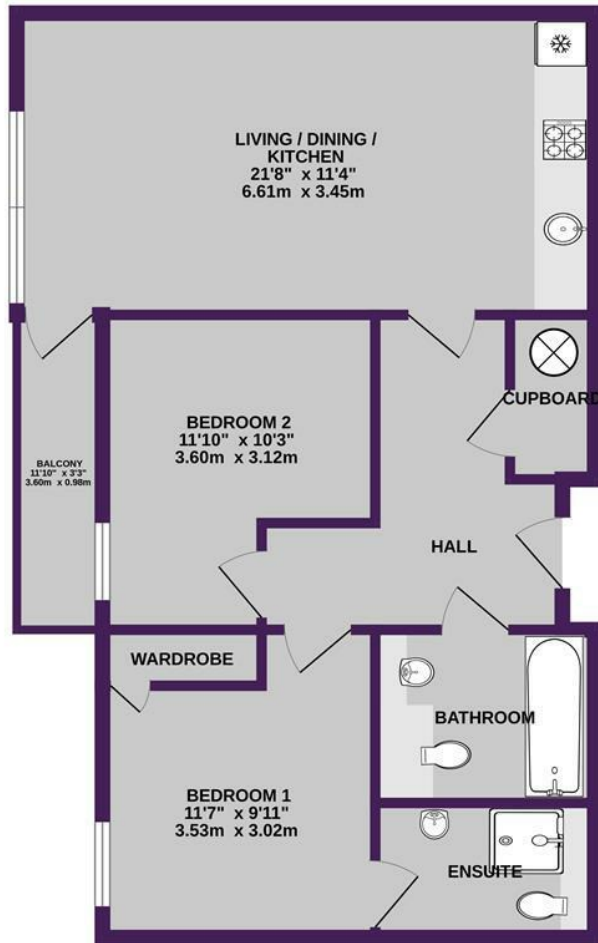 LIVING / DINING /
KITCHEN
21'8" x 11'4"
6.61m x 3.45m
CUPBOARD
BEDROOM 2
11'10" x 10'3"
3.60m x 3.12m
BALCONY
11'10" x 3'3"
3.60m x 0.98m
HALL
WARDROBE
BATHROOM
BEDROOM 1
11'7" x 9'11"
3.53m x 3.02m
ENSUITE